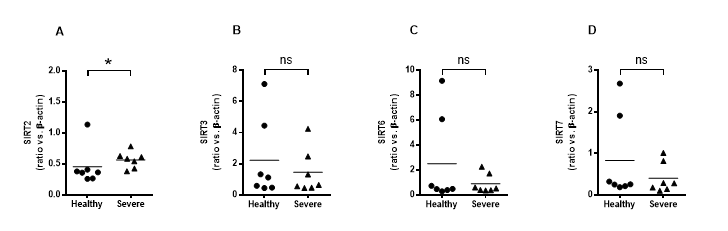 A
B
C
D
*
ns
ns
ns
SIRT2
(ratio vs. β-actin)
2.0
1.5
1.0
0.5
0.0
Healthy Severe
SIRT3
(ratio vs. β-actin)
8
6
4
2
0
Healthy Severe
SIRT6
(ratio vs. β-actin)
10
8
6
4
2
0
Healthy Severe
SIRT7
(ratio vs. β-actin)
3
2
1
0
Healthy Severe